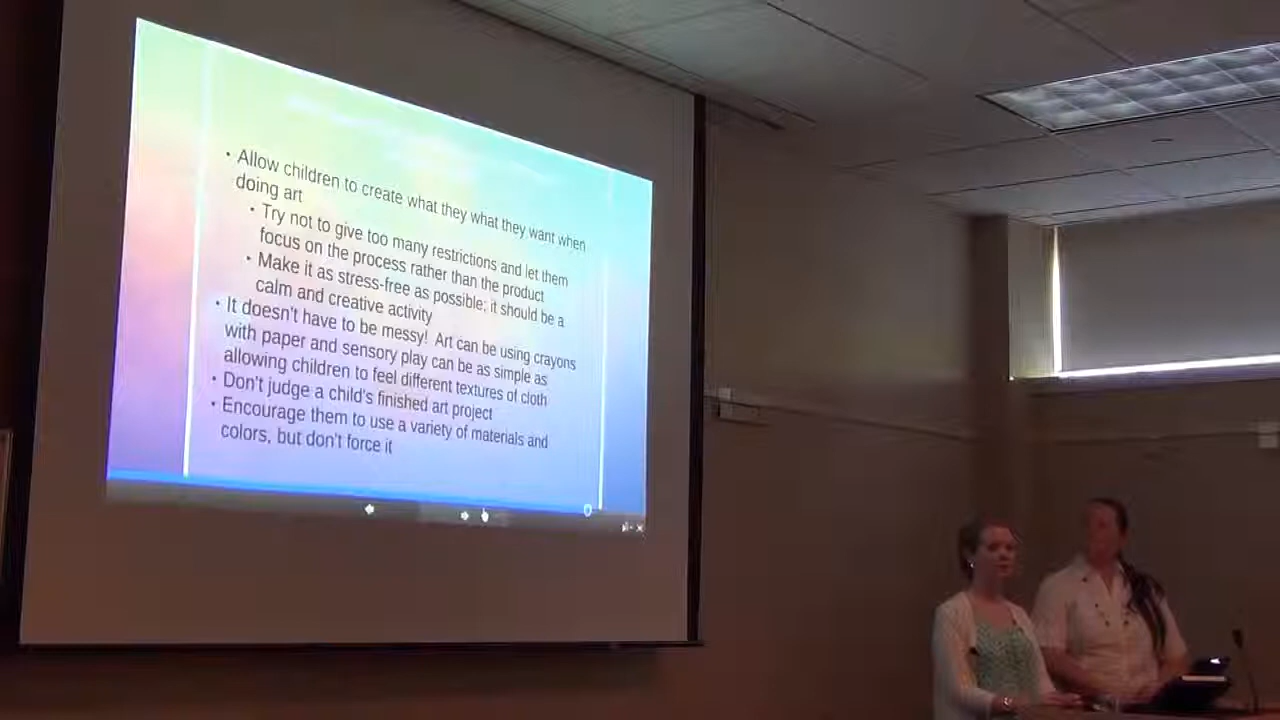 • Allow children to create what they what they want when
doing art
• Try not to give too many restrictions and let them
focus on the process rather than the product
• Make it as stress-free as possible; it should be a
calm and creative activity
• It doesn't have to be messy! Art can be using crayons
with paper and sensory play can be as simple as
allowing children to feel different textures of cloth
• Don't judge a child's finished art project
• Encourage them to use a variety of materials and
colors, but don't force it